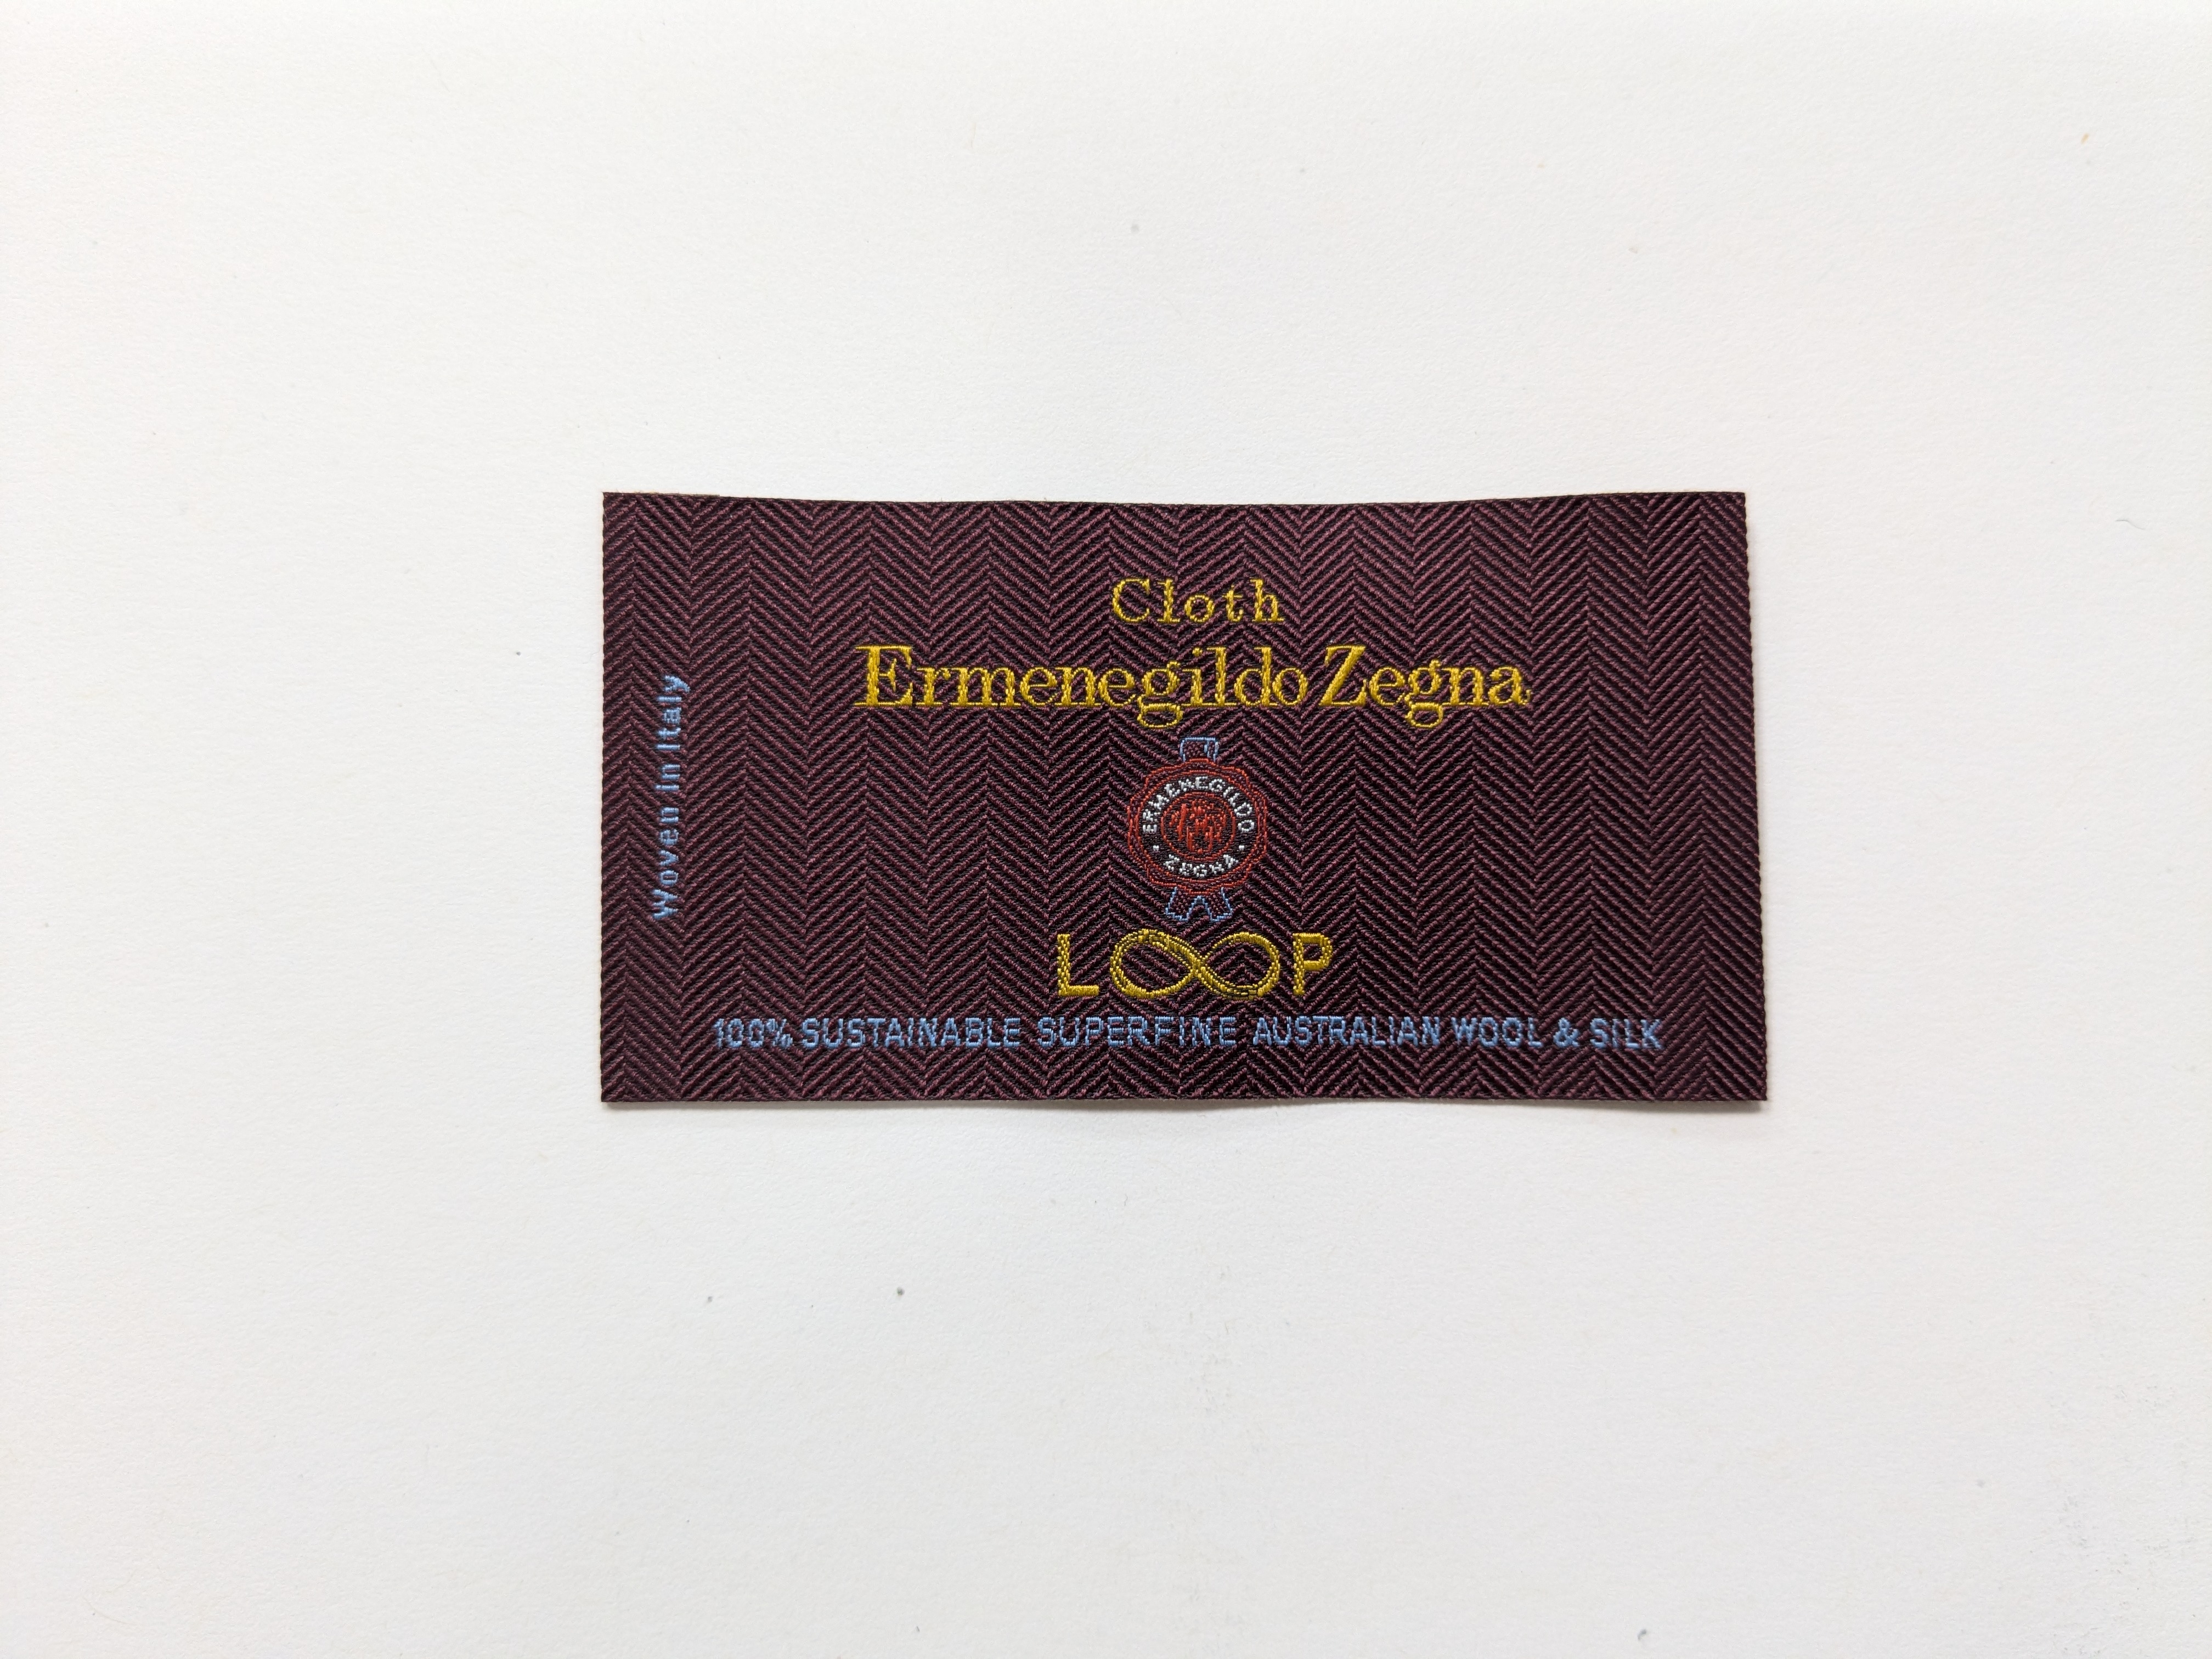 Cloth
Ermenegildo Zegna
Woven in Italy
ERMENEGILDO
· ZEGNA ·
LOOP
100% SUSTAINABLE SUPERFINE AUSTRALIAN WOOL & SILK